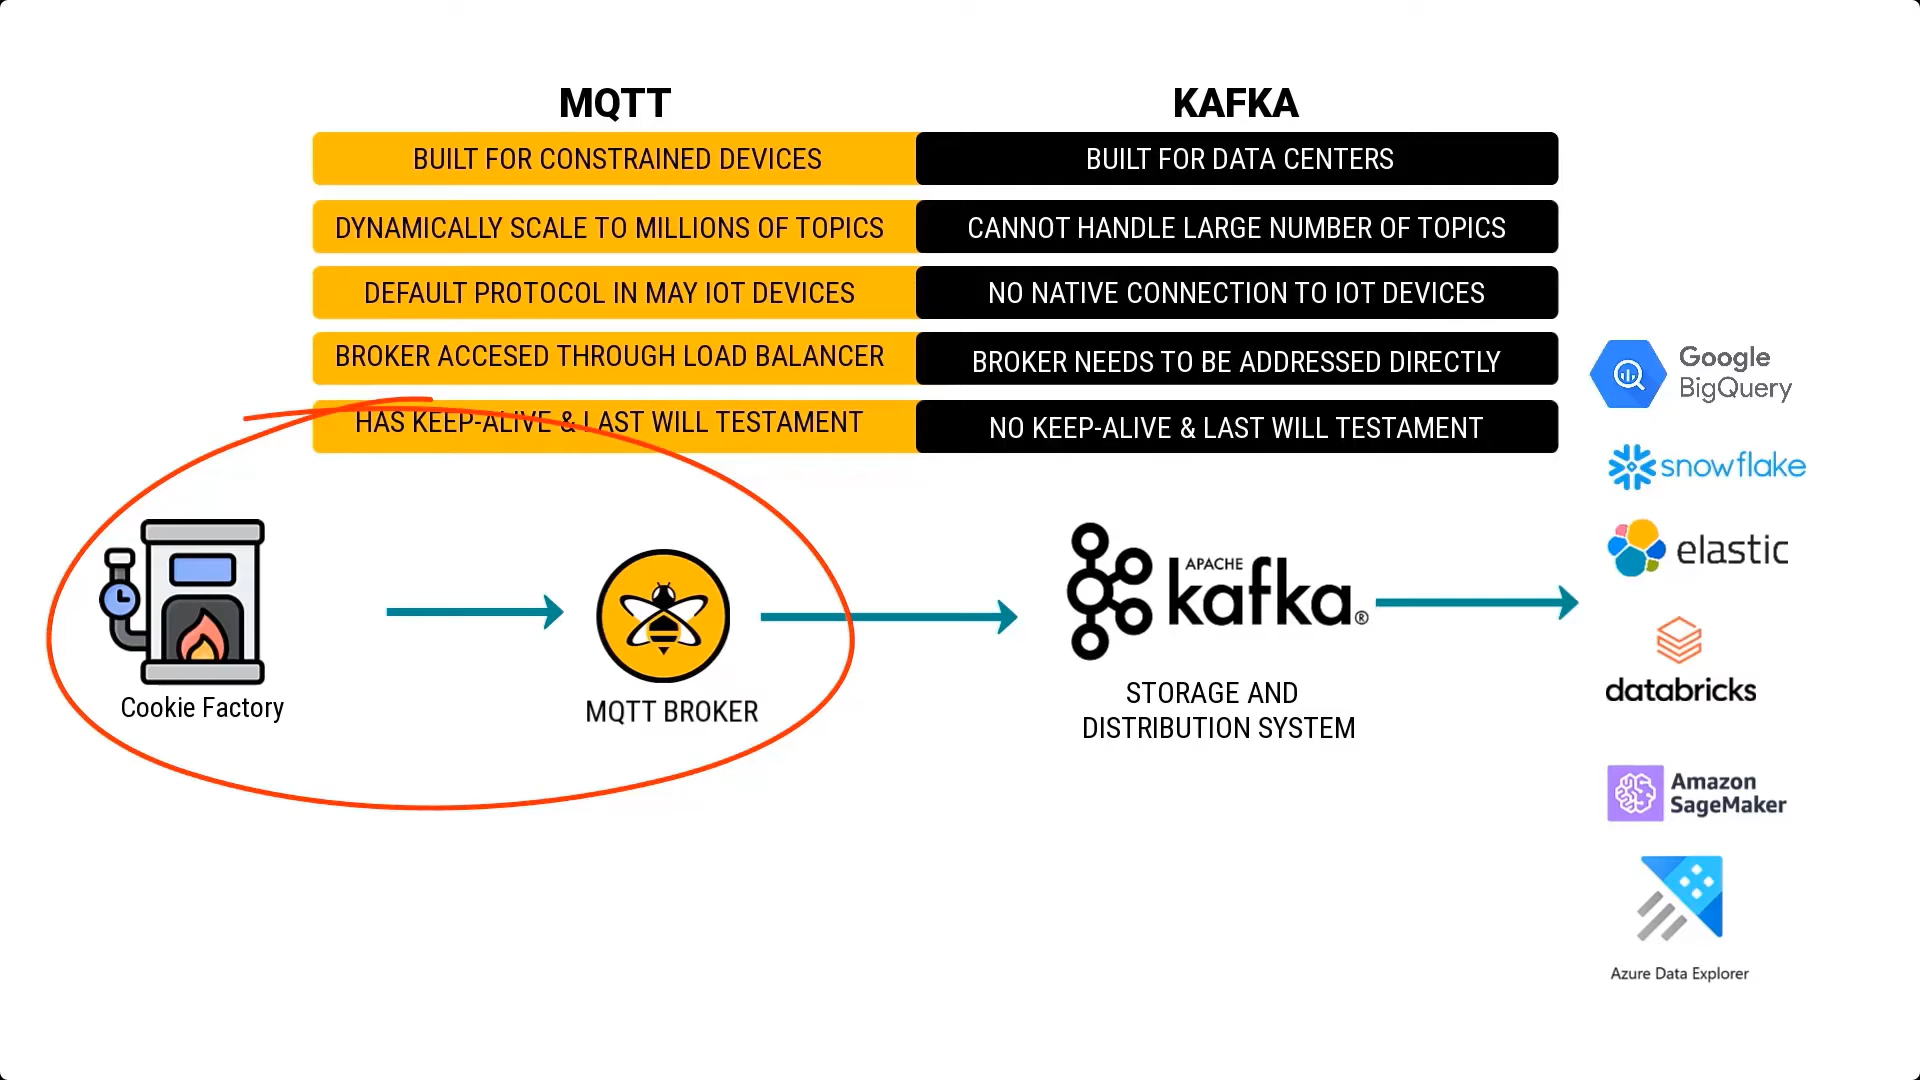 MQTT
KAFKA
BUILT FOR CONSTRAINED DEVICES
BUILT FOR DATA CENTERS
DYNAMICALLY SCALE TO MILLIONS OF TOPICS
CANNOT HANDLE LARGE NUMBER OF TOPICS
DEFAULT PROTOCOL IN MAY IOT DEVICES
NO NATIVE CONNECTION TO IOT DEVICES
BROKER ACCESED THROUGH LOAD BALANCER
BROKER NEEDS TO BE ADDRESSED DIRECTLY
HAS KEEP-ALIVE & LAST WILL TESTAMENT
NO KEEP-ALIVE & LAST WILL TESTAMENT
Cookie Factory
MQTT BROKER
APACHE
kafka®
STORAGE AND
DISTRIBUTION SYSTEM
Google
BigQuery
snowflake
elastic
databricks
Amazon
SageMaker
Azure Data Explorer